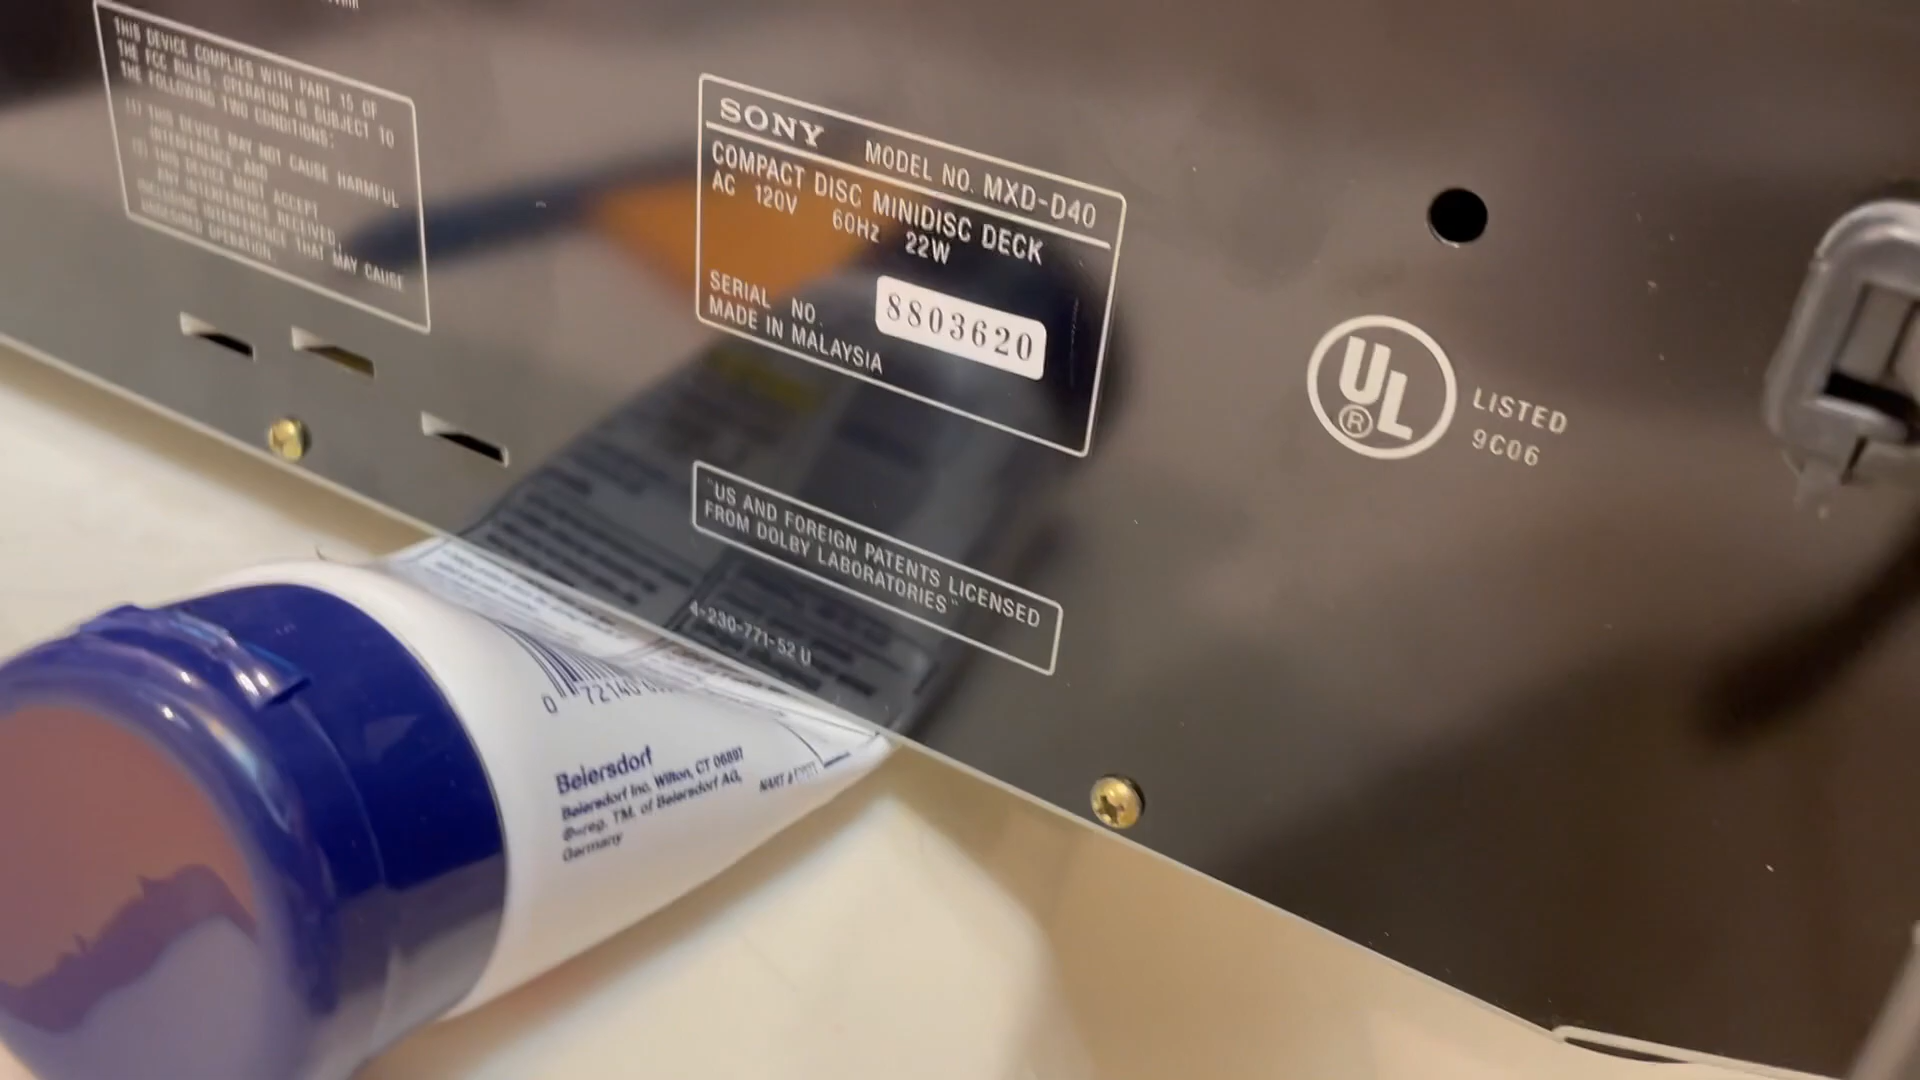 THIS DEVICE COMPLIES WITH PART 15 OF
THE FCC RULES. OPERATION IS SUBJECT TO
THE FOLLOWING TWO CONDITIONS:
(1) THIS DEVICE MAY NOT CAUSE HARMFUL
INTERFERENCE, AND
(2) THIS DEVICE MUST ACCEPT
ANY INTERFERENCE RECEIVED,
INCLUDING INTERFERENCE THAT MAY CAUSE
UNDESIRED OPERATION.
SONY MODEL NO. MXD-D40
COMPACT DISC MINIDISC DECK
AC 120V 60Hz 22W
SERIAL NO. 8803620
MADE IN MALAYSIA
UL ® LISTED
9C06
"US AND FOREIGN PATENTS LICENSED
FROM DOLBY LABORATORIES"
4-230-771-52 U
0 72140
Beiersdorf
Beiersdorf Inc. Wilton, CT 06897
®=reg. TM. of Beiersdorf AG,
Germany